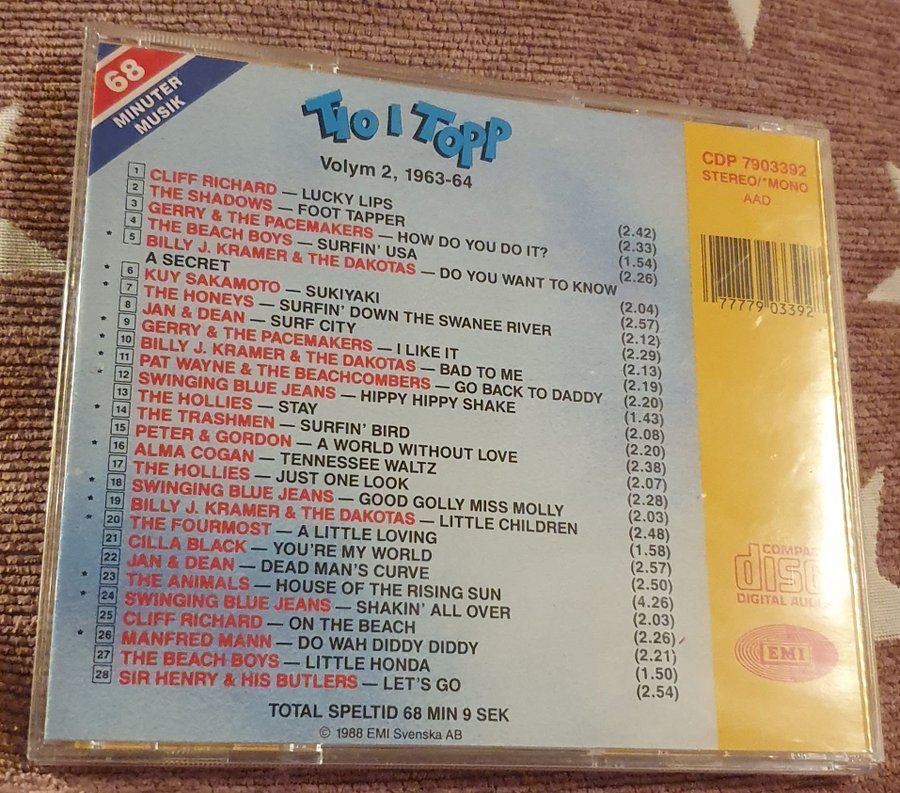 68
MINUTER
MUSIK
TIO I TOPP
Volym 2, 1963-64
1 CLIFF RICHARD — LUCKY LIPS (2.42)
2 THE SHADOWS — FOOT TAPPER (2.33)
3 GERRY & THE PACEMAKERS — HOW DO YOU DO IT? (1.54)
4 THE BEACH BOYS — SURFIN' USA (2.26)
* 5 BILLY J. KRAMER & THE DAKOTAS — DO YOU WANT TO KNOW
A SECRET (2.04)
* 6 KUY SAKAMOTO — SUKIYAKI (2.57)
* 7 THE HONEYS — SURFIN' DOWN THE SWANEE RIVER (2.12)
8 JAN & DEAN — SURF CITY (2.29)
* 9 GERRY & THE PACEMAKERS — I LIKE IT (2.13)
* 10 BILLY J. KRAMER & THE DAKOTAS — BAD TO ME (2.19)
* 11 PAT WAYNE & THE BEACHCOMBERS — GO BACK TO DADDY (2.20)
* 12 SWINGING BLUE JEANS — HIPPY HIPPY SHAKE (1.43)
13 THE HOLLIES — STAY (2.08)
* 14 THE TRASHMEN — SURFIN' BIRD (2.20)
15 PETER & GORDON — A WORLD WITHOUT LOVE (2.38)
* 16 ALMA COGAN — TENNESSEE WALTZ (2.07)
17 THE HOLLIES — JUST ONE LOOK (2.28)
* 18 SWINGING BLUE JEANS — GOOD GOLLY MISS MOLLY (2.03)
* 19 BILLY J. KRAMER & THE DAKOTAS — LITTLE CHILDREN (2.48)
* 20 THE FOURMOST — A LITTLE LOVING (1.58)
21 CILLA BLACK — YOU'RE MY WORLD (2.57)
22 JAN & DEAN — DEAD MAN'S CURVE (2.50)
* 23 THE ANIMALS — HOUSE OF THE RISING SUN (4.26)
* 24 SWINGING BLUE JEANS — SHAKIN' ALL OVER (2.03)
25 CLIFF RICHARD — ON THE BEACH (2.26)
* 26 MANFRED MANN — DO WAH DIDDY DIDDY (2.21)
27 THE BEACH BOYS — LITTLE HONDA (1.50)
28 SIR HENRY & HIS BUTLERS — LET'S GO (2.54)
TOTAL SPELTID 68 MIN 9 SEK
© 1988 EMI Svenska AB
CDP 7903392
STEREO/*MONO
AAD
77779 03392
disc
DIGITAL
EMI